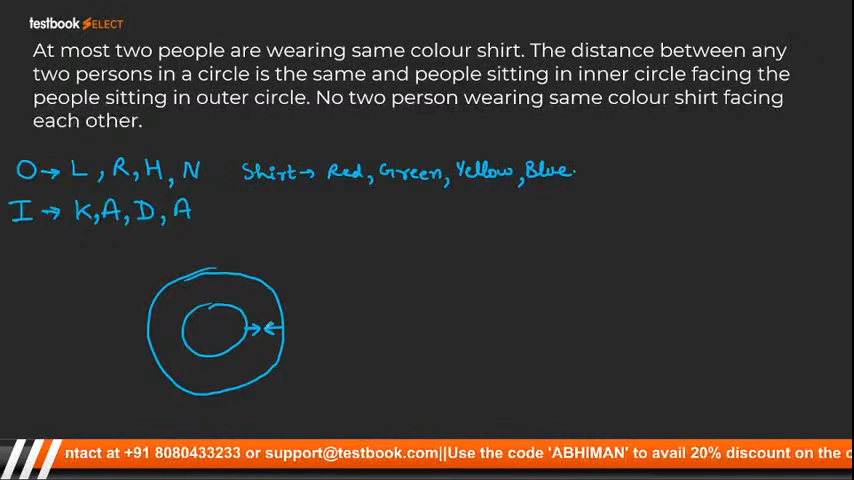 testbook SELECT
At most two people are wearing same colour shirt. The distance between any
two persons in a circle is the same and people sitting in inner circle facing the
people sitting in outer circle. No two person wearing same colour shirt facing
each other.
O → L, R, H, N Shirt → Red, Green, Yellow, Blue.
I → K, A, D, A
ntact at +91 8080433233 or support@testbook.com||Use the code 'ABHIMAN' to avail 20% discount on the co